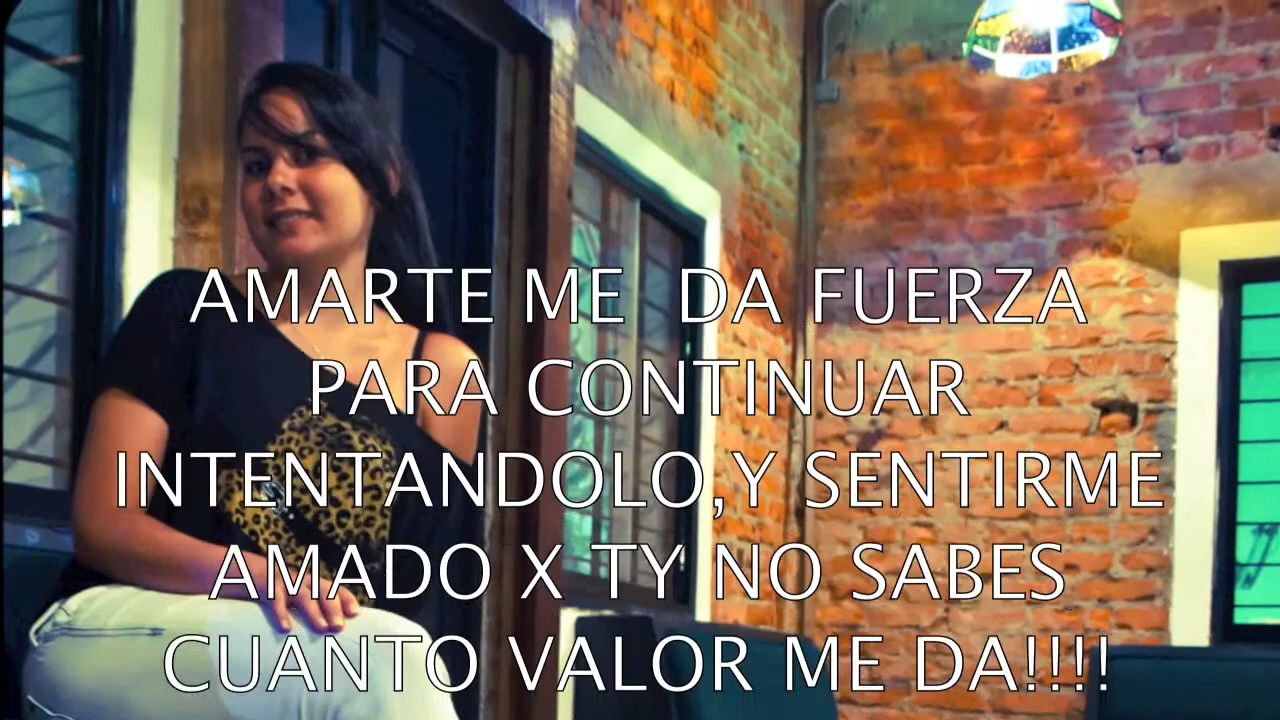 AMARTE ME  DA FUERZA
PARA CONTINUAR
INTENTANDOLO,Y SENTIRME
AMADO X TY NO SABES
CUANTO VALOR ME DA!!!!